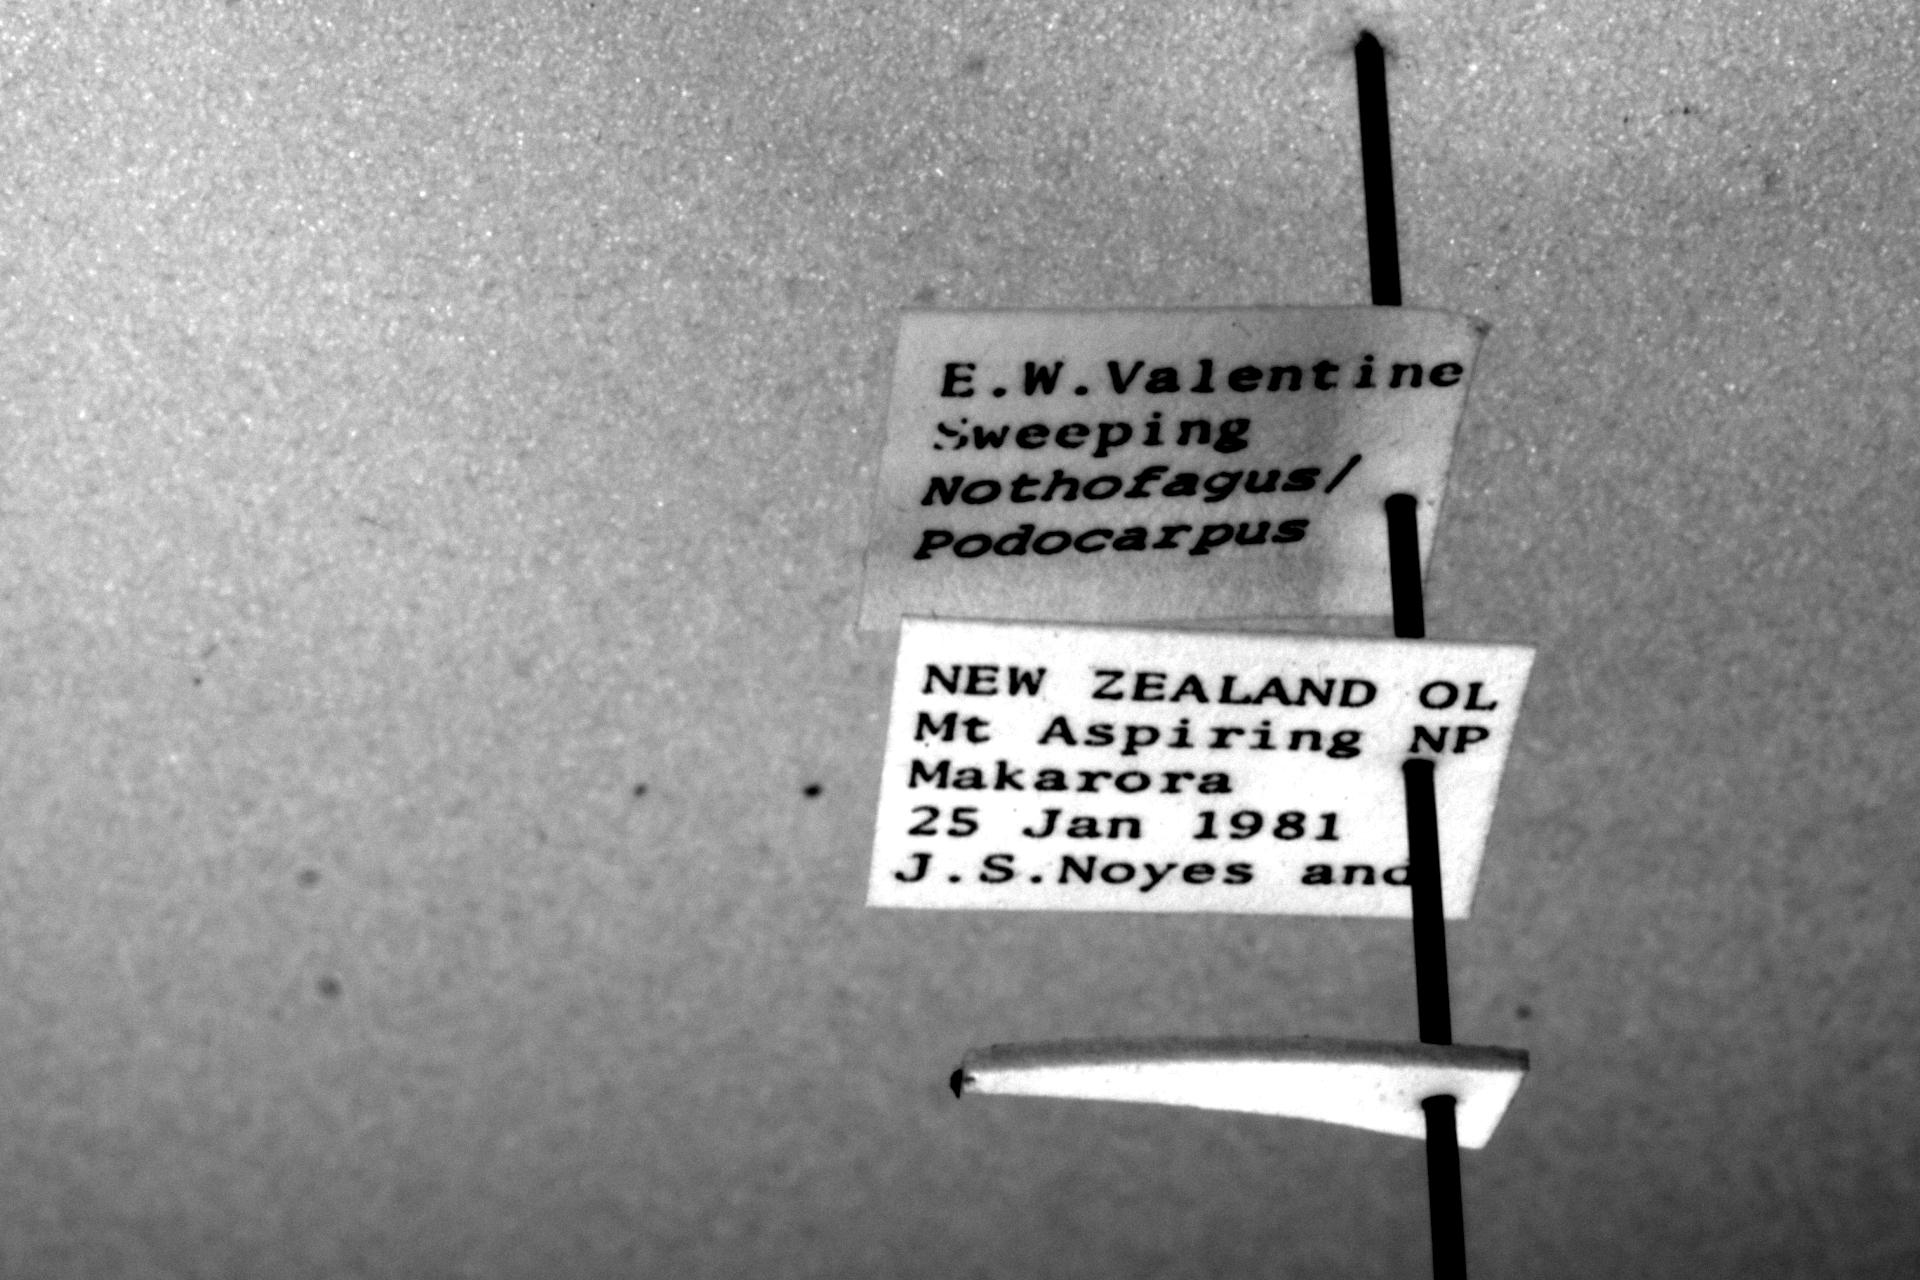 E.W.Valentine
Sweeping
Nothofagus/
Podocarpus
NEW ZEALAND OL
Mt Aspiring NP
Makarora
25 Jan 1981
J.S.Noyes and